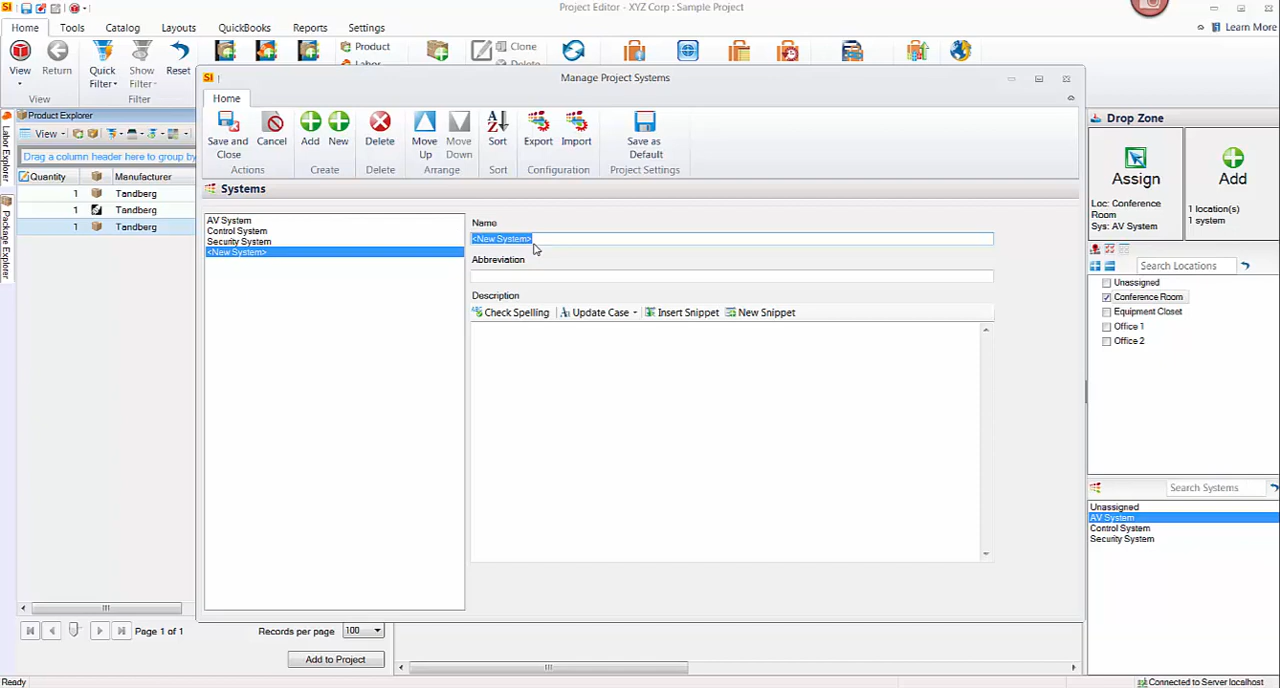 SI
Project Editor - XYZ Corp : Sample Project
Home Tools Catalog Layouts QuickBooks Reports Settings
Learn More
View Return Quick Filter Show Filter Reset Product Labor Clone Delete
View Filter
SI Manage Project Systems
Home
Save and Close Cancel Add New Delete Move Up Move Down Sort Export Import Save as Default
Actions Create Delete Arrange Sort Configuration Project Settings
Product Explorer
View
Drag a column header here to group by
Quantity Manufacturer
1 Tandberg
1 Tandberg
1 Tandberg
Labor Explorer
Package Explorer
Systems
AV System
Control System
Security System
<New System>
Name
<New System>
Abbreviation
Description
Check Spelling Update Case Insert Snippet New Snippet
Drop Zone
Assign
Loc: Conference
Room
Sys: AV System
Add
1 location(s)
1 system
Search Locations
Unassigned
Conference Room
Equipment Closet
Office 1
Office 2
Search Systems
Unassigned
AV System
Control System
Security System
Page 1 of 1
Records per page 100
Add to Project
Ready
Connected to Server localhost